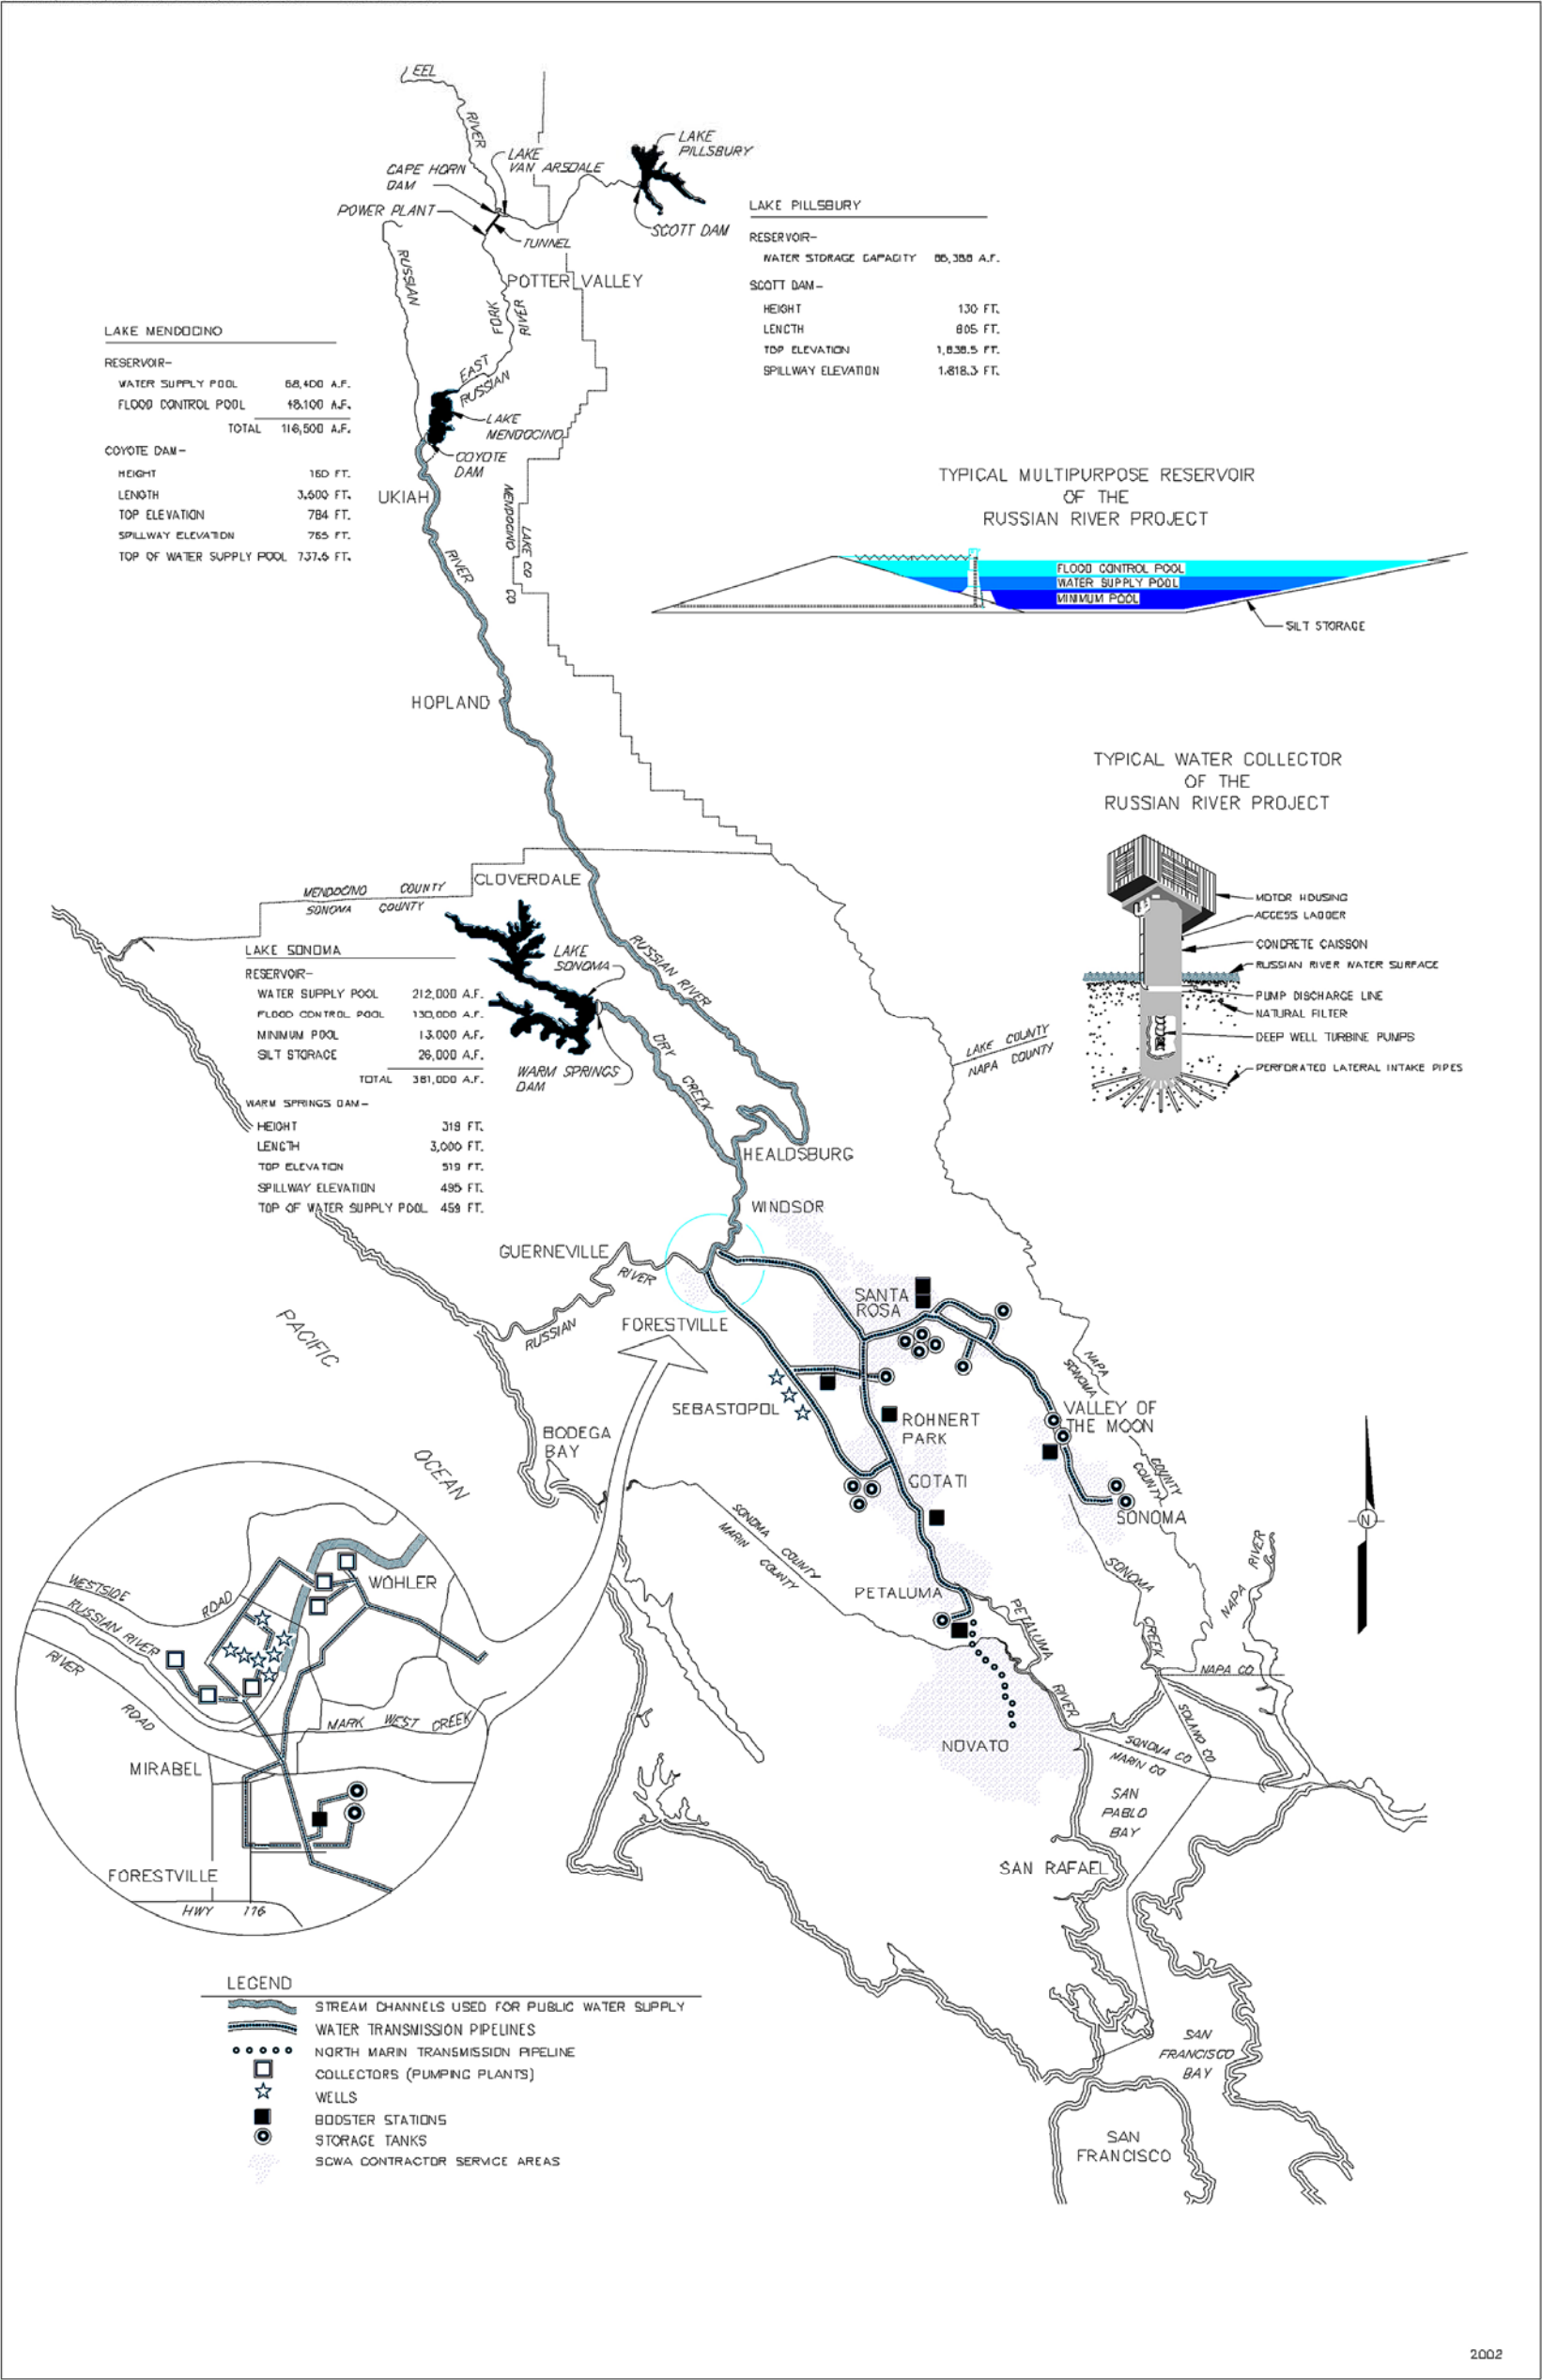 EEL
RIVER
LAKE
PILLSBURY
LAKE
VAN ARSDALE
CAPE HORN
DAM
POWER PLANT
SCOTT DAM
TUNNEL
RUSSIAN
POTTER VALLEY
EAST
FORK
RUSSIAN
RIVER
LAKE PILLSBURY
RESERVOIR-
WATER STORAGE CAPACITY A.F.
SCOTT DAM-
HEIGHT 130 FT.
LENGTH 805 FT.
TOP ELEVATION 1,838.5 FT.
SPILLWAY ELEVATION 1,818.3 FT.
LAKE MENDOCINO
RESERVOIR-
WATER SUPPLY POOL 68,400 A.F.
FLOOD CONTROL POOL 48,100 A.F.
TOTAL 116,500 A.F.
COYOTE DAM-
HEIGHT 160 FT.
LENGTH 3,500 FT.
TOP ELEVATION 784 FT.
SPILLWAY ELEVATION 765 FT.
TOP OF WATER SUPPLY POOL 737.5 FT.
LAKE
MENDOCINO
COYOTE
DAM
UKIAH
MENDOCINO CO
LAKE CO
RIVER
TYPICAL MULTIPURPOSE RESERVOIR
OF THE
RUSSIAN RIVER PROJECT
FLOOD CONTROL POOL
WATER SUPPLY POOL
MINIMUM POOL
SILT STORAGE
HOPLAND
TYPICAL WATER COLLECTOR
OF THE
RUSSIAN RIVER PROJECT
MOTOR HOUSING
ACCESS LADDER
CONCRETE CAISSON
RUSSIAN RIVER WATER SURFACE
PUMP DISCHARGE LINE
NATURAL FILTER
DEEP WELL TURBINE PUMPS
PERFORATED LATERAL INTAKE PIPES
CLOVERDALE
MENDOCINO COUNTY
SONOMA COUNTY
LAKE SONOMA
RESERVOIR-
WATER SUPPLY POOL 212,000 A.F.
FLOOD CONTROL POOL 130,000 A.F.
MINIMUM POOL 13,000 A.F.
SILT STORAGE 26,000 A.F.
TOTAL 381,000 A.F.
WARM SPRINGS DAM-
HEIGHT 319 FT.
LENGTH 3,000 FT.
TOP ELEVATION 519 FT.
SPILLWAY ELEVATION 495 FT.
TOP OF WATER SUPPLY POOL 459 FT.
LAKE
SONOMA
RUSSIAN RIVER
DRY
CREEK
WARM SPRINGS
DAM
LAKE COUNTY
NAPA COUNTY
HEALDSBURG
WINDSOR
GUERNEVILLE
RUSSIAN
RIVER
FORESTVILLE
SANTA
ROSA
PACIFIC
OCEAN
SEBASTOPOL
NAPA
SONOMA
COUNTY
COUNTY
VALLEY OF
THE MOON
ROHNERT
PARK
BODEGA
BAY
COTATI
SONOMA
SONOMA COUNTY
MARIN COUNTY
SONOMA
CREEK
NAPA RIVER
N
PETALUMA
PETALUMA
RIVER
NAPA CO
SOLANO CO
NOVATO
SONOMA CO
MARIN CO
SAN
PABLO
BAY
SAN RAFAEL
SAN
FRANCISCO
BAY
SAN
FRANCISCO
WOHLER
WESTSIDE
ROAD
RUSSIAN RIVER
RIVER
ROAD
MARK WEST CREEK
MIRABEL
FORESTVILLE
HWY 116
LEGEND
STREAM CHANNELS USED FOR PUBLIC WATER SUPPLY
WATER TRANSMISSION PIPELINES
NORTH MARIN TRANSMISSION PIPELINE
COLLECTORS (PUMPING PLANTS)
WELLS
BOOSTER STATIONS
STORAGE TANKS
SCWA CONTRACTOR SERVICE AREAS
2002